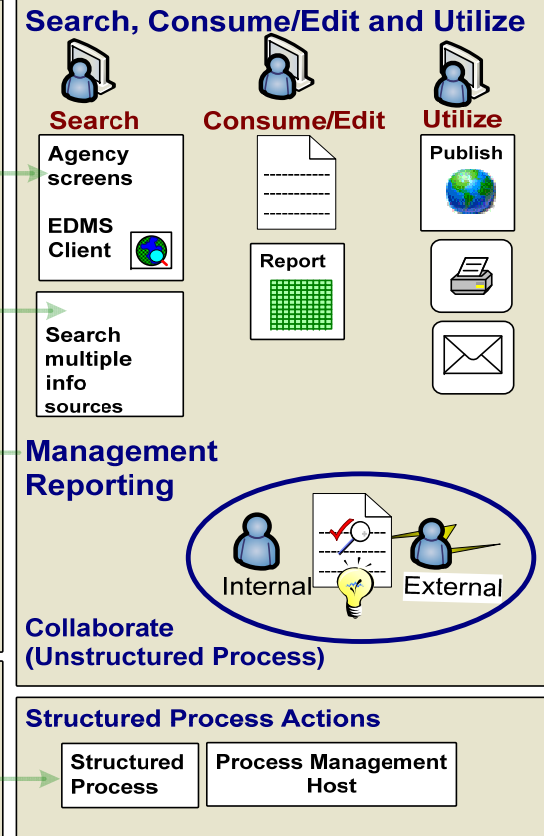 Search, Consume/Edit and Utilize
Search
Consume/Edit
Utilize
Agency
screens
EDMS
Client
Search
multiple
info
sources
Report
Publish
Management
Reporting
Internal
External
Collaborate
(Unstructured Process)
Structured Process Actions
Structured
Process
Process Management
Host